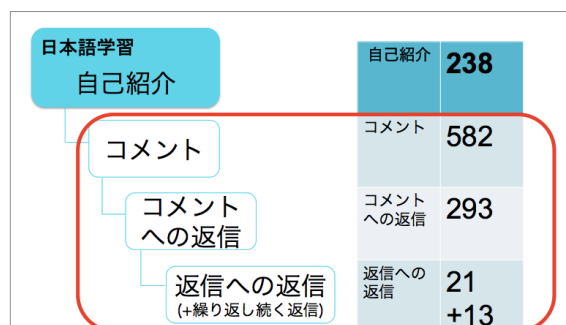 日本語学習
自己紹介
コメント
コメント
への返信
返信への返信
(+繰り返し続く返信)
自己紹介 238
コメント 582
コメント
への返信 293
返信への
返信 21
+13